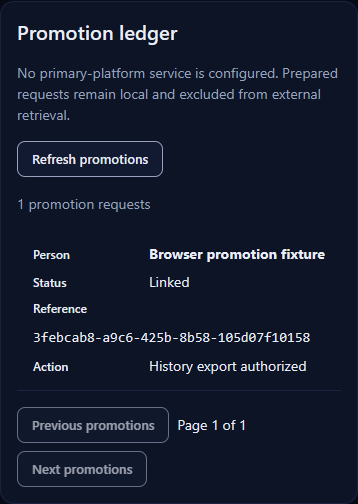 Promotion ledger
No primary-platform service is configured. Prepared
requests remain local and excluded from external
retrieval.
Refresh promotions
1 promotion requests
Person Browser promotion fixture
Status Linked
Reference
3febcab8-a9c6-425b-8b58-105d07f10158
Action History export authorized
Previous promotions Page 1 of 1
Next promotions